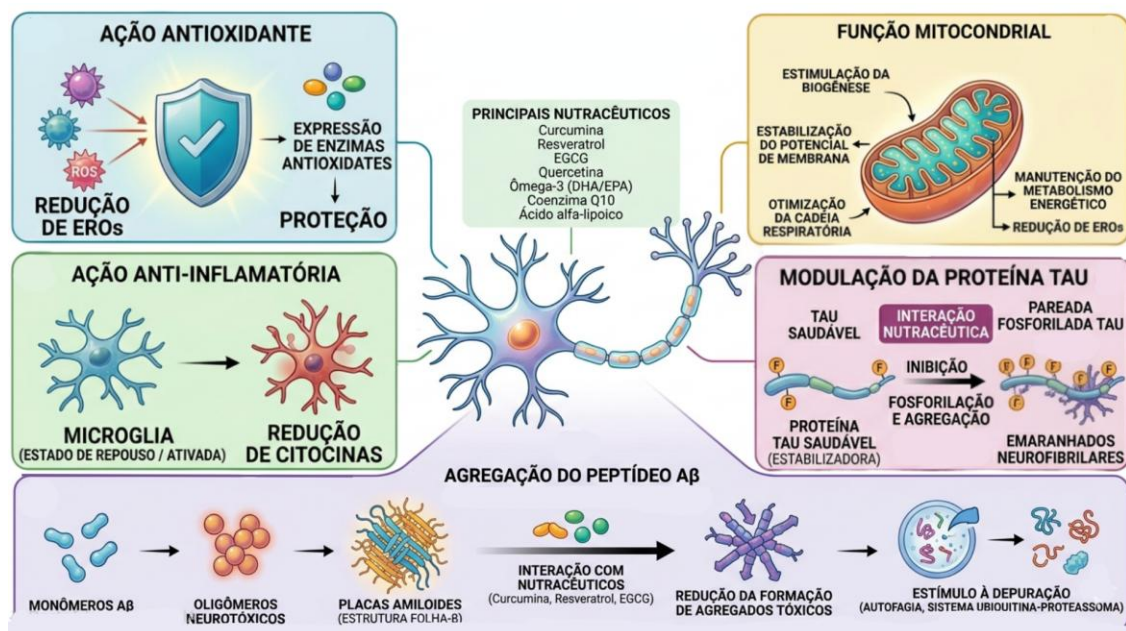 AÇÃO ANTIOXIDANTE
ROS
REDUÇÃO
DE EROs
EXPRESSÃO
DE ENZIMAS
ANTIOXIDATES
PROTEÇÃO
PRINCIPAIS NUTRACÊUTICOS
Curcumina
Resveratrol
EGCG
Quercetina
Ômega-3 (DHA/EPA)
Coenzima Q10
Ácido alfa-lipoico
FUNÇÃO MITOCONDRIAL
ESTIMULAÇÃO DA
BIOGÊNESE
ESTABILIZAÇÃO
DO POTENCIAL
DE MEMBRANA
OTIMIZAÇÃO
DA CADEIA
RESPIRATÓRIA
MANUTENÇÃO DO
METABOLISMO
ENERGÉTICO
REDUÇÃO DE EROs
AÇÃO ANTI-INFLAMATÓRIA
MICROGLIA
(ESTADO DE REPOUSO / ATIVADA)
REDUÇÃO
DE CITOCINAS
MODULAÇÃO DA PROTEÍNA TAU
TAU
SAUDÁVEL
INTERAÇÃO
NUTRACÊUTICA
PAREADA
FOSFORILADA TAU
F
F
INIBIÇÃO
FOSFORILAÇÃO
E AGREGAÇÃO
F
F
F
F
F
F
PROTEÍNA
TAU SAUDÁVEL
(ESTABILIZADORA)
EMARANHADOS
NEUROFIBRILARES
AGREGAÇÃO DO PEPTÍDEO Aβ
MONÔMEROS Aβ
OLIGÔMEROS
NEUROTÓXICOS
PLACAS AMILOIDES
(ESTRUTURA FOLHA-B)
INTERAÇÃO COM
NUTRACÊUTICOS
(Curcumina, Resveratrol, EGCG)
REDUÇÃO DA FORMAÇÃO
DE AGREGADOS TÓXICOS
ESTÍMULO À DEPURAÇÃO
(AUTOFAGIA, SISTEMA UBIQUITINA-PROTEASSOMA)